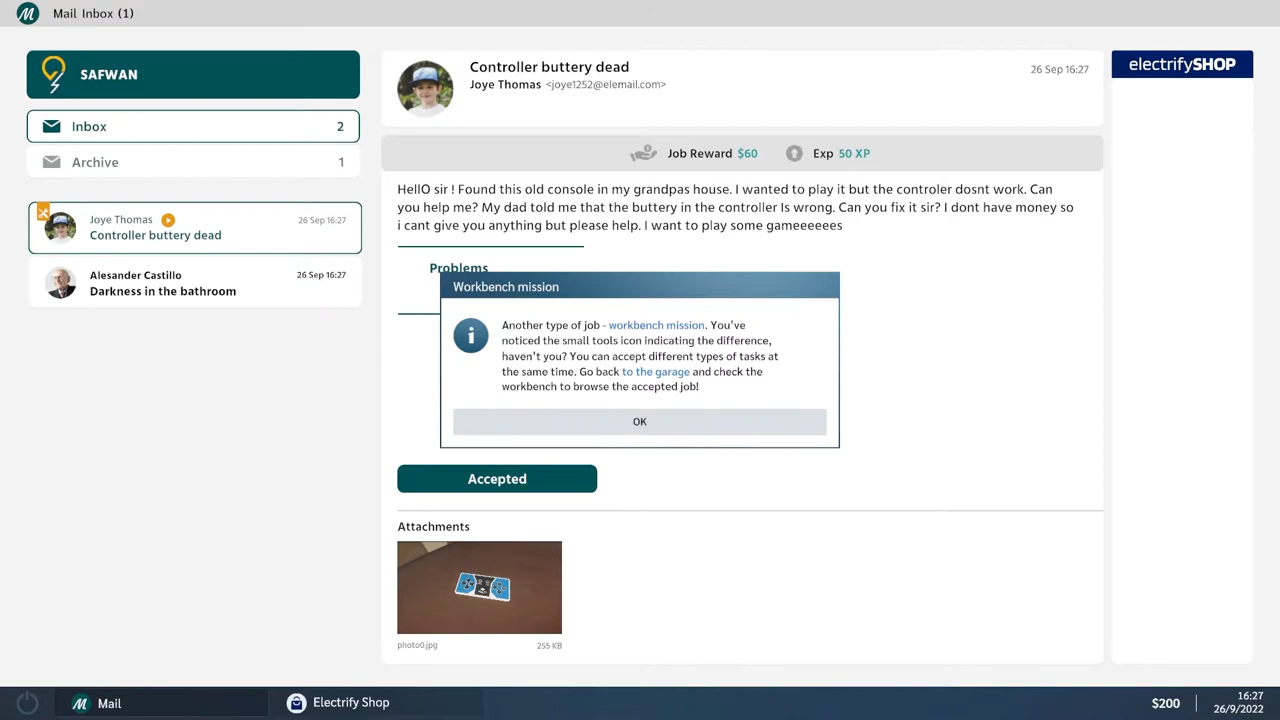 Mail Inbox (1)
SAFWAN
Inbox 2
Archive 1
Joye Thomas 26 Sep 16:27
Controller buttery dead
Alesander Castillo 26 Sep 16:27
Darkness in the bathroom
Controller buttery dead 26 Sep 16:27
Joye Thomas <joye1252@elemail.com>
Job Reward $60 Exp 50 XP
HellO sir ! Found this old console in my grandpas house. I wanted to play it but the controler dosnt work. Can
you help me? My dad told me that the buttery in the controller Is wrong. Can you fix it sir? I dont have money so
i cant give you anything but please help. I want to play some gameeeeees
Problems
Workbench mission
Another type of job - workbench mission. You've
noticed the small tools icon indicating the difference,
haven't you? You can accept different types of tasks at
the same time. Go back to the garage and check the
workbench to browse the accepted job!
OK
Accepted
Attachments
photo0.jpg 255 KB
electrifySHOP
Mail
Electrify Shop
$200
16:27
26/9/2022